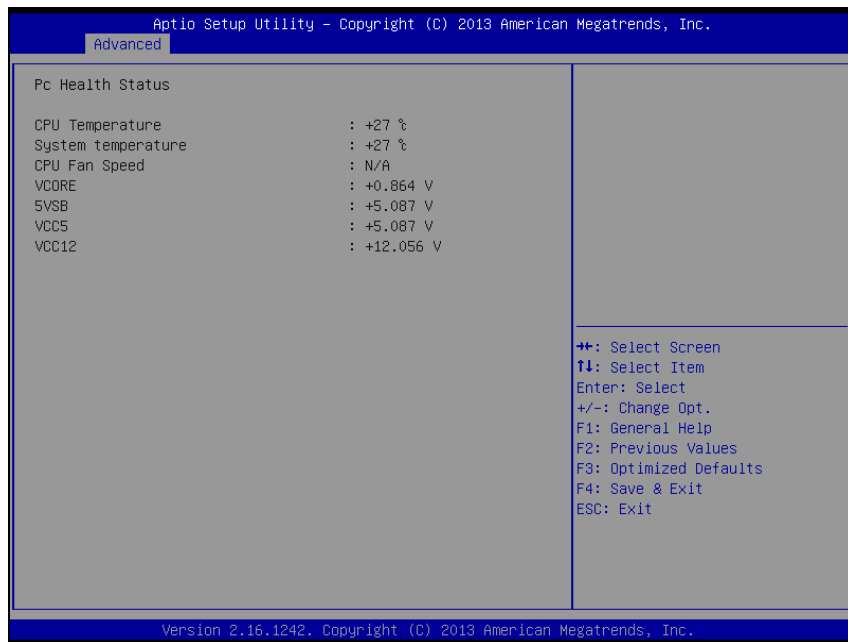 Aptio Setup Utility – Copyright (C) 2013 American Megatrends, Inc.
Advanced
Pc Health Status
CPU Temperature : +27 ℃
System temperature : +27 ℃
CPU Fan Speed : N/A
VCORE : +0.864 V
5VSB : +5.087 V
VCC5 : +5.087 V
VCC12 : +12.056 V
→←: Select Screen
↑↓: Select Item
Enter: Select
+/-: Change Opt.
F1: General Help
F2: Previous Values
F3: Optimized Defaults
F4: Save & Exit
ESC: Exit
Version 2.16.1242. Copyright (C) 2013 American Megatrends, Inc.